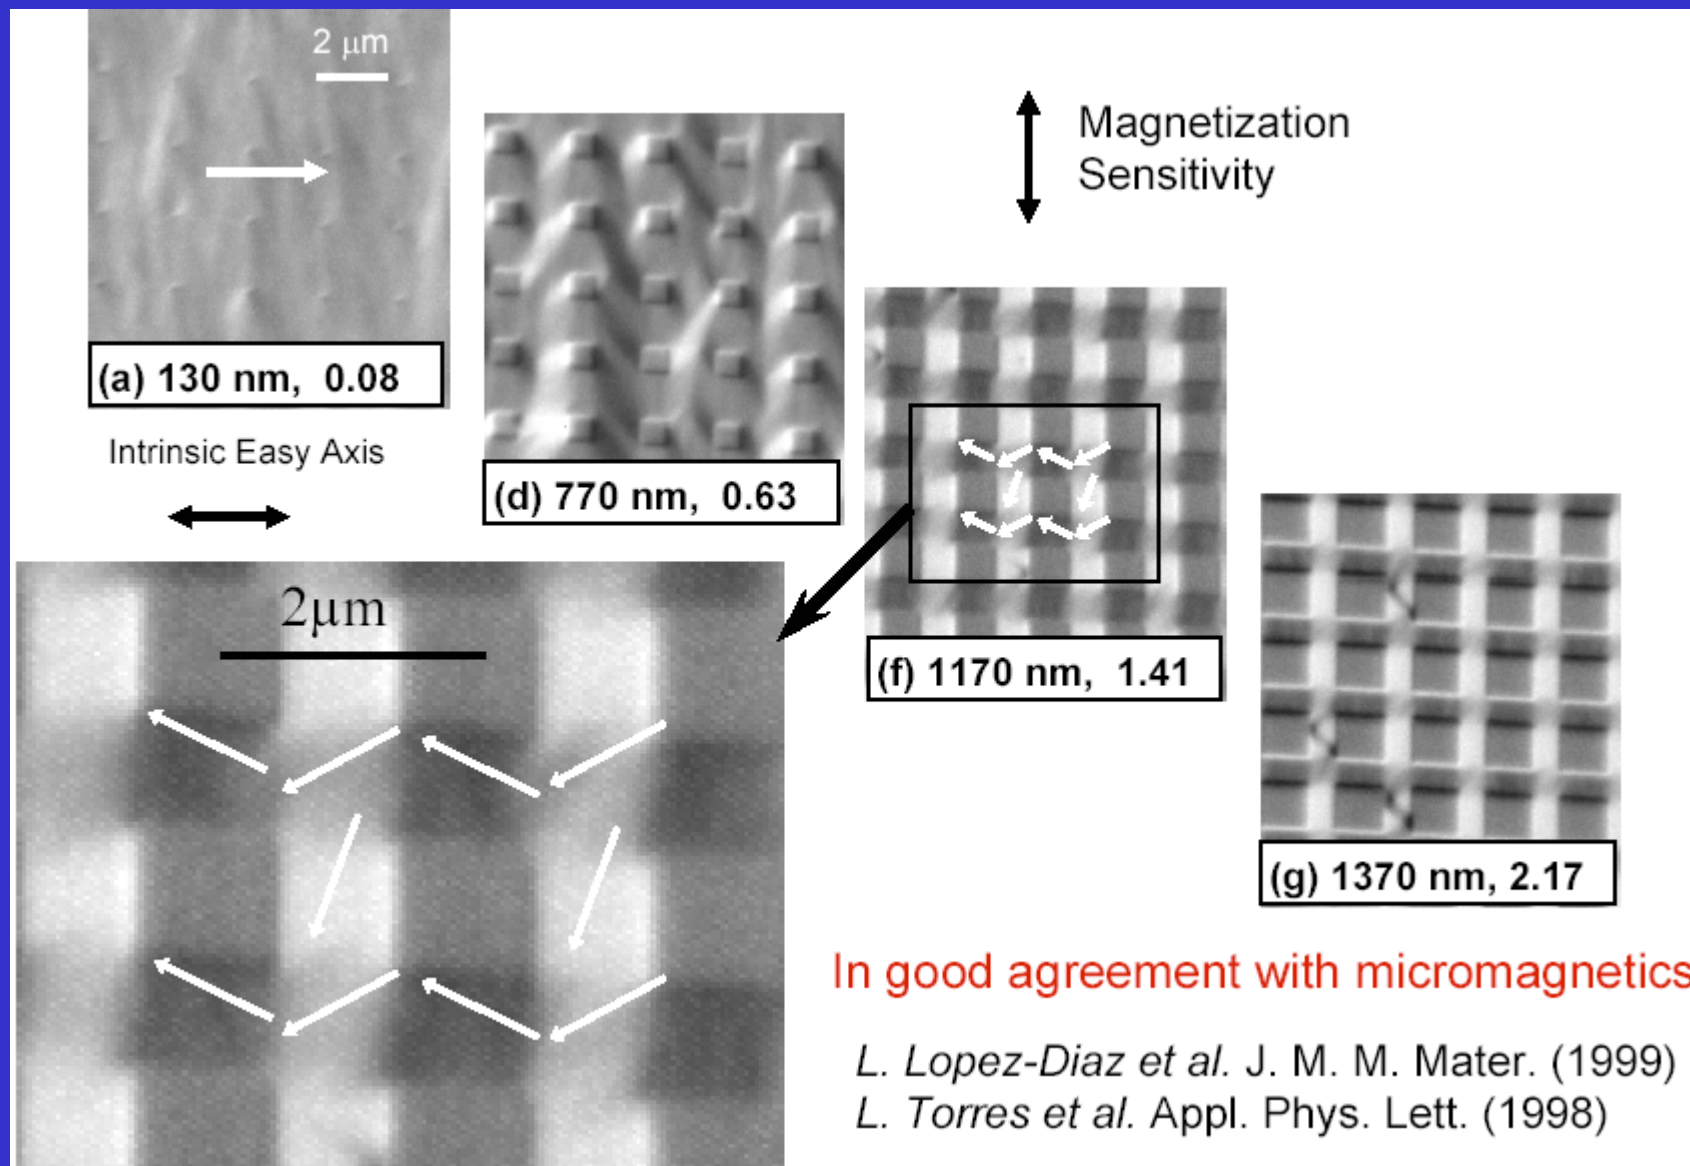 2 μm
(a) 130 nm, 0.08
Intrinsic Easy Axis
(d) 770 nm, 0.63
Magnetization
Sensitivity
(f) 1170 nm, 1.41
2μm
(g) 1370 nm, 2.17
In good agreement with micromagnetics
L. Lopez-Diaz et al. J. M. M. Mater. (1999)
L. Torres et al. Appl. Phys. Lett. (1998)